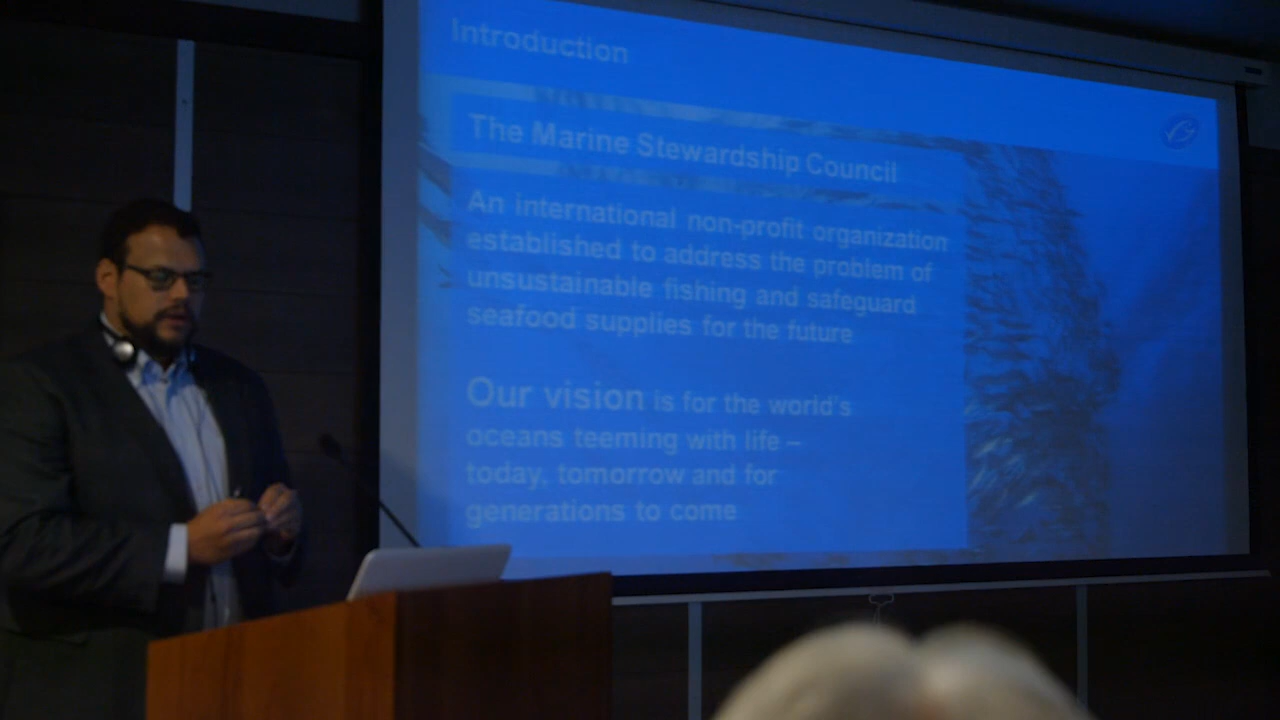 Introduction
The Marine Stewardship Council
An international non-profit organization
established to address the problem of
unsustainable fishing and safeguard
seafood supplies for the future
Our vision is for the world's
oceans teeming with life –
today, tomorrow and for
generations to come